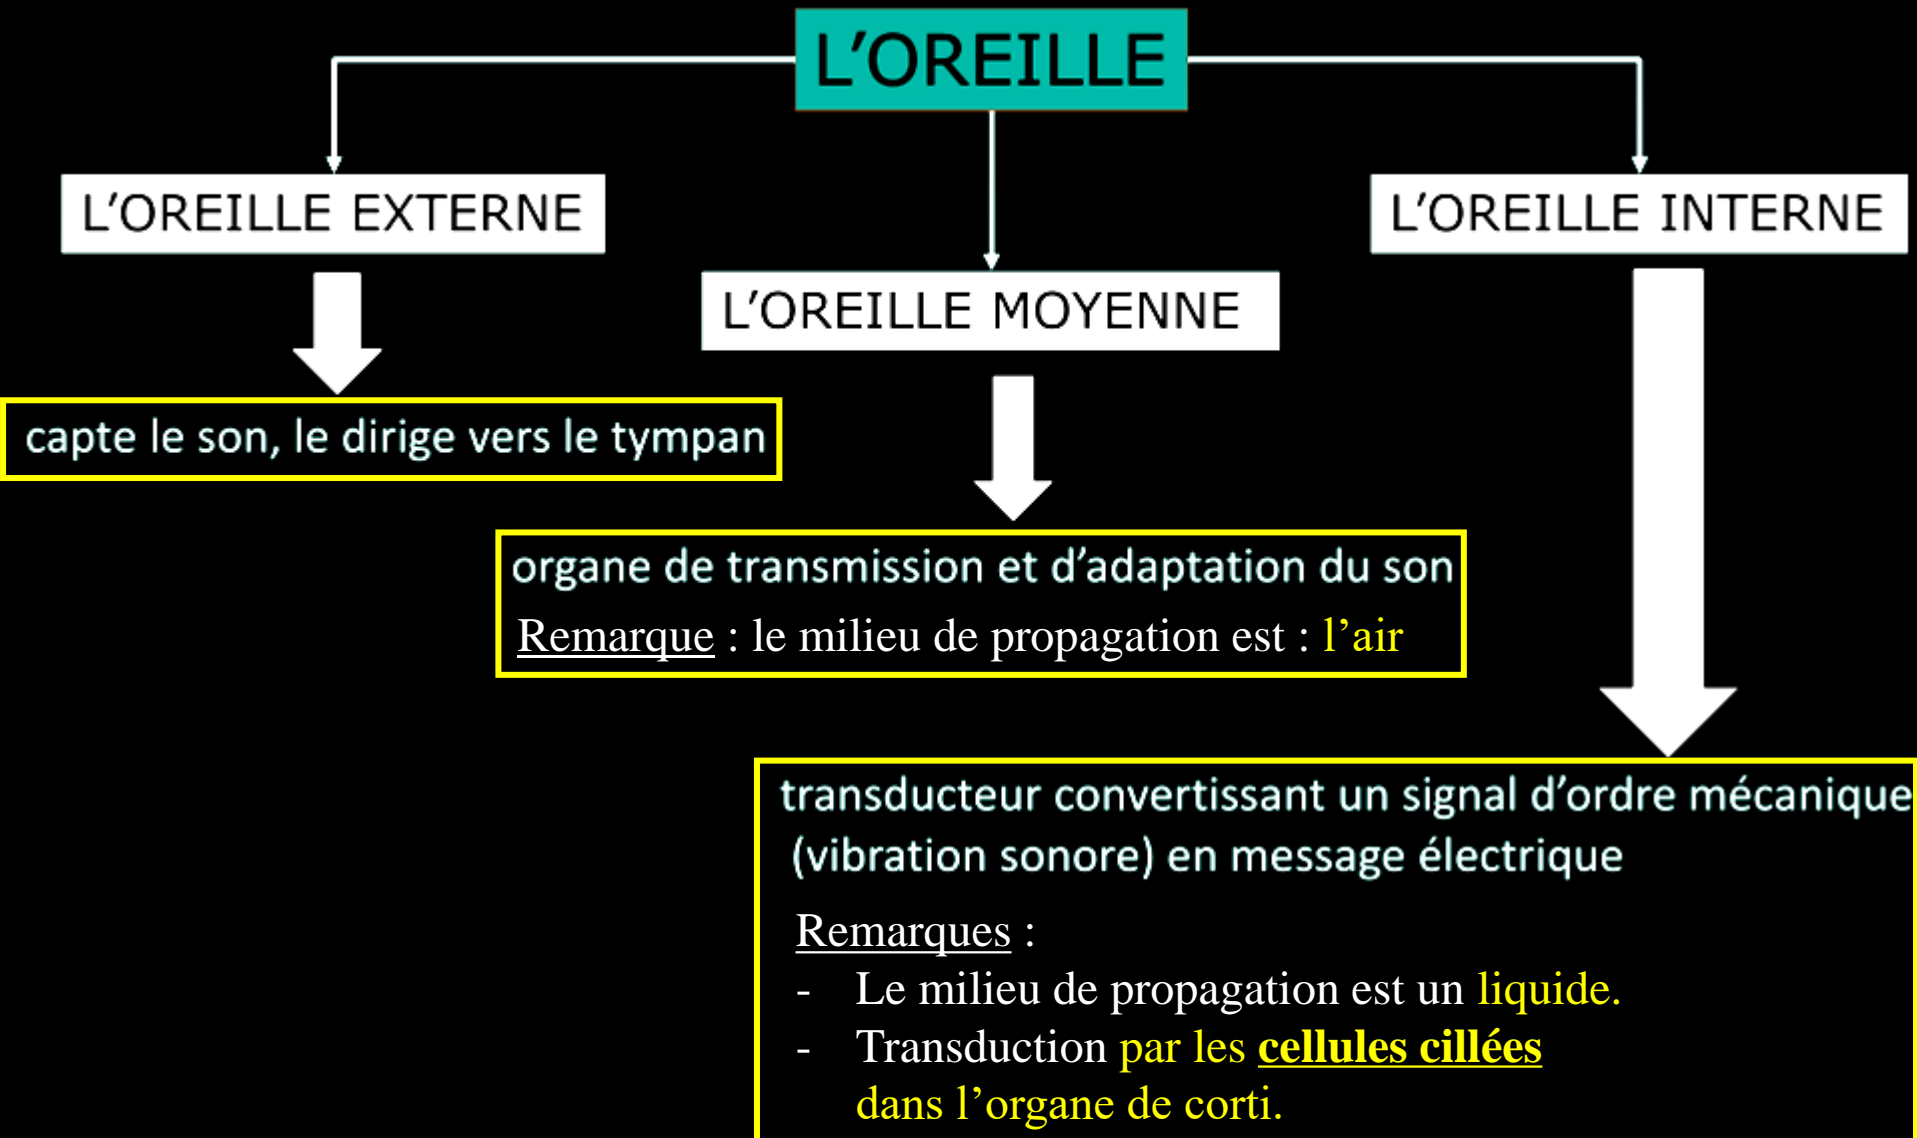 L’OREILLE
L’OREILLE EXTERNE
L’OREILLE INTERNE
L’OREILLE MOYENNE
capte le son, le dirige vers le tympan
organe de transmission et d’adaptation du son
Remarque : le milieu de propagation est : l’air
transducteur convertissant un signal d’ordre mécanique
(vibration sonore) en message électrique
Remarques :
- Le milieu de propagation est un liquide.
- Transduction par les cellules cillées
dans l’organe de corti.